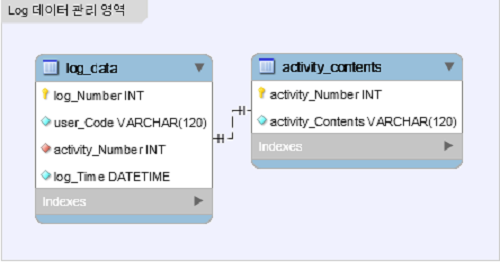 Log 데이터 관리 영역
log_data
log_Number INT
user_Code VARCHAR(120)
activity_Number INT
log_Time DATETIME
Indexes
activity_contents
activity_Number INT
activity_Contents VARCHAR(120)
Indexes